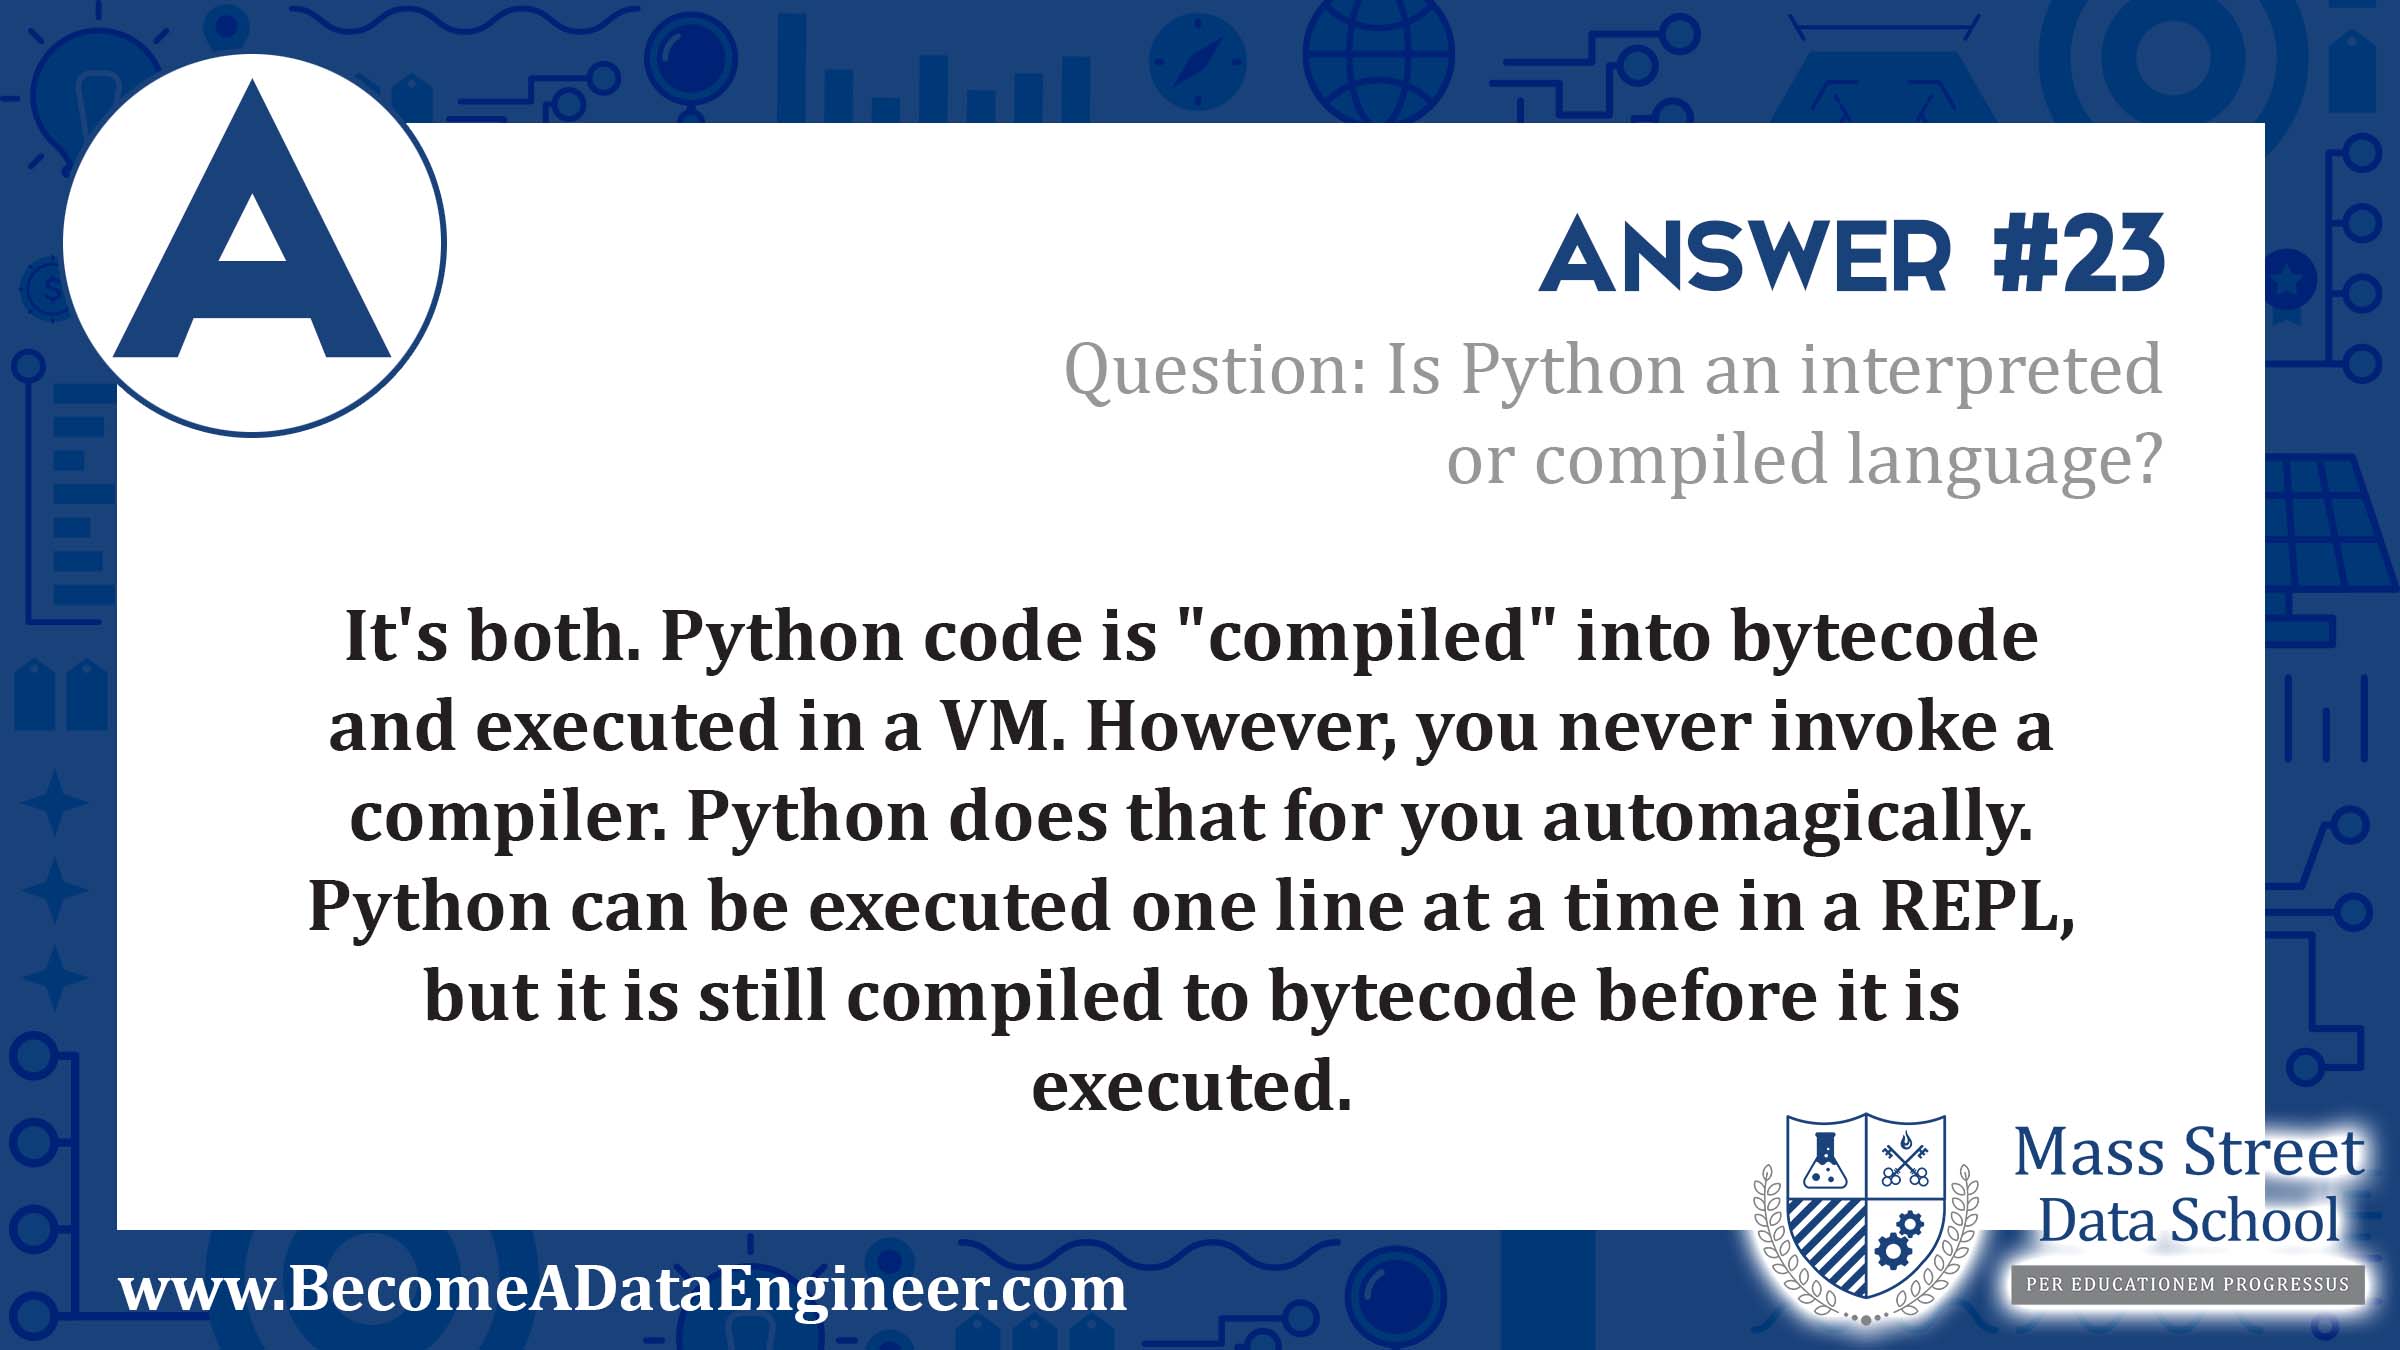 A
Answer #23
Question: Is Python an interpreted
or compiled language?
It's both. Python code is "compiled" into bytecode
and executed in a VM. However, you never invoke a
compiler. Python does that for you automagically.
Python can be executed one line at a time in a REPL,
but it is still compiled to bytecode before it is
executed.
Mass Street
Data School
PER EDUCATIONEM PROGRESSUS
www.BecomeADataEngineer.com